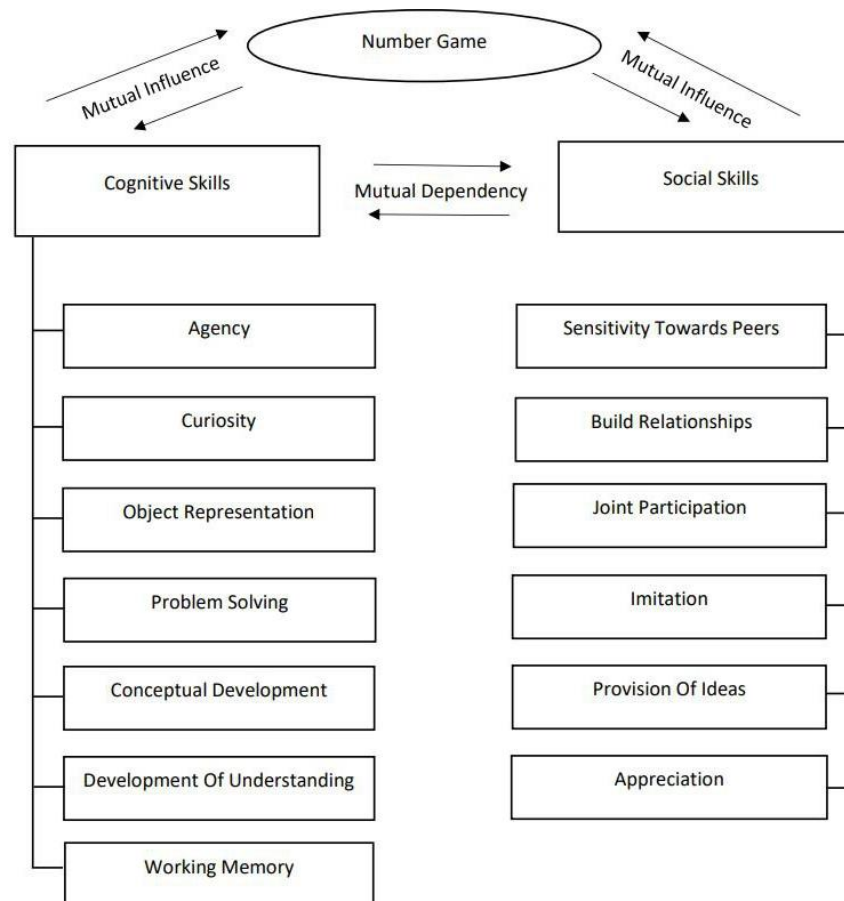 Number Game
Mutual Influence
Mutual Influence
Cognitive Skills
Mutual Dependency
Social Skills
Agency
Curiosity
Object Representation
Problem Solving
Conceptual Development
Development Of Understanding
Working Memory
Sensitivity Towards Peers
Build Relationships
Joint Participation
Imitation
Provision Of Ideas
Appreciation